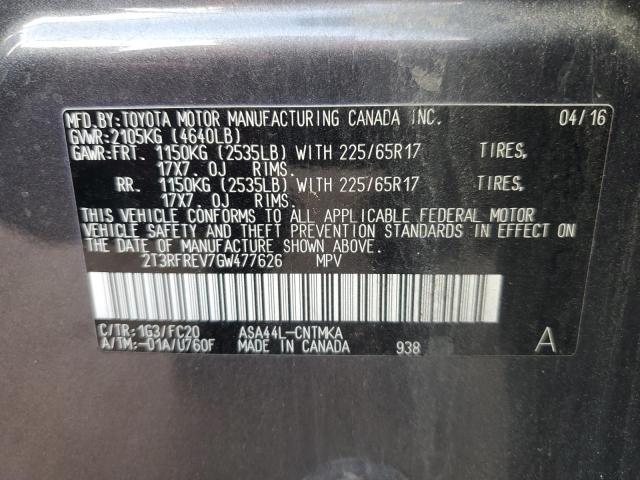 MFD.BY:TOYOTA MOTOR MANUFACTURING CANADA INC. 04/16
GVWR:2105KG (4640LB)
GAWR:FRT. 1150KG (2535LB) WITH 225/65R17 TIRES,
17X7.0J RIMS.
RR. 1150KG (2535LB) WITH 225/65R17 TIRES,
17X7.0J RIMS.
THIS VEHICLE CONFORMS TO ALL APPLICABLE FEDERAL MOTOR
VEHICLE SAFETY AND THEFT PREVENTION STANDARDS IN EFFECT ON
THE DATE OF MANUFACTURE SHOWN ABOVE.
2T3RFREV7GW477626 MPV
C/TR:1G3/FC20 ASA44L-CNTMKA
A/TM:-01A/U760F MADE IN CANADA 938 A